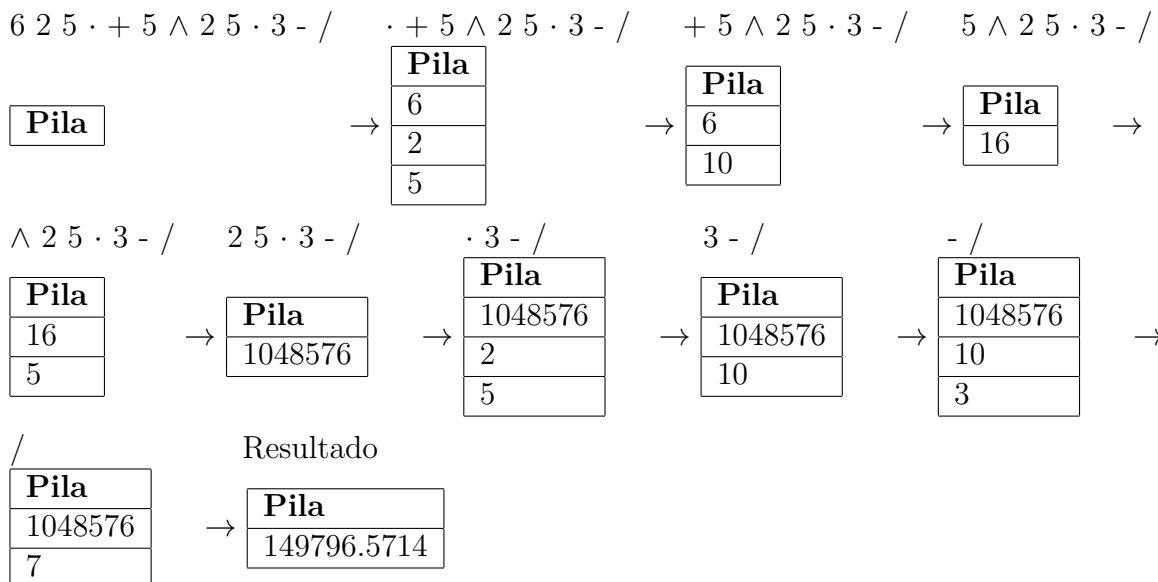 6 2 5 · + 5 ∧ 2 5 · 3 - / · + 5 ∧ 2 5 · 3 - / + 5 ∧ 2 5 · 3 - / 5 ∧ 2 5 · 3 - /
Pila → Pila → Pila → Pila →
6 6 16
2 10
5
∧ 2 5 · 3 - / 2 5 · 3 - / · 3 - / 3 - / - /
Pila → Pila → Pila → Pila → Pila →
16 1048576 1048576 1048576 1048576
5 2 10 10
5 3
/ Resultado
Pila → Pila
1048576 149796.5714
7